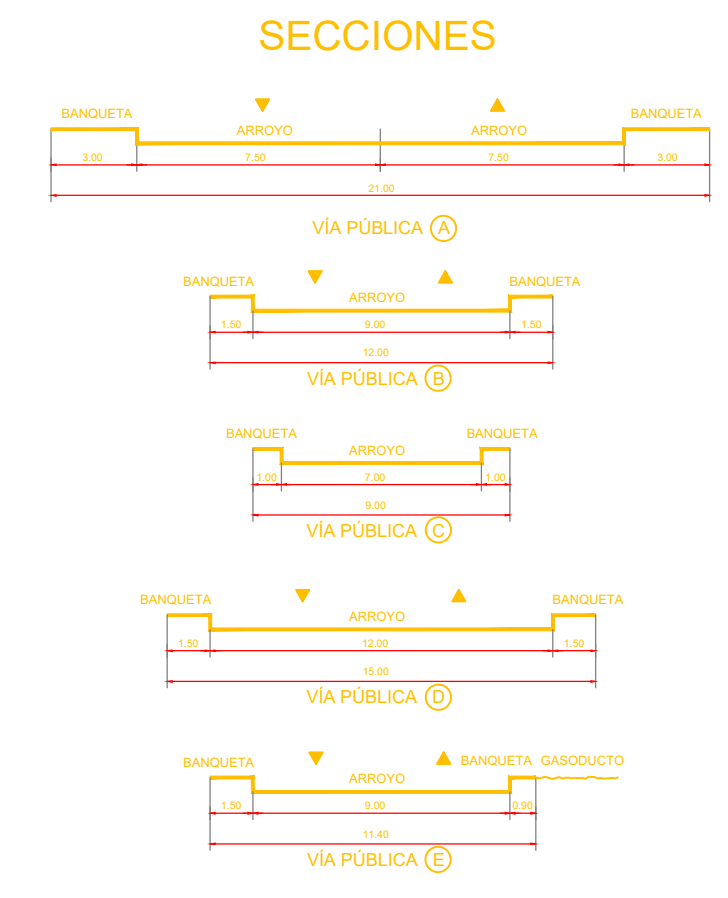 SECCIONES
BANQUETA BANQUETA
ARROYO ARROYO
3.00 7.50 7.50 3.00
21.00
VÍA PÚBLICA A
BANQUETA BANQUETA
ARROYO
1.50 9.00 1.50
12.00
VÍA PÚBLICA B
BANQUETA BANQUETA
ARROYO
1.00 7.00 1.00
9.00
VÍA PÚBLICA C
BANQUETA BANQUETA
ARROYO
1.50 12.00 1.50
15.00
VÍA PÚBLICA D
BANQUETA BANQUETA GASODUCTO
ARROYO
1.50 9.00 0.90
11.40
VÍA PÚBLICA E